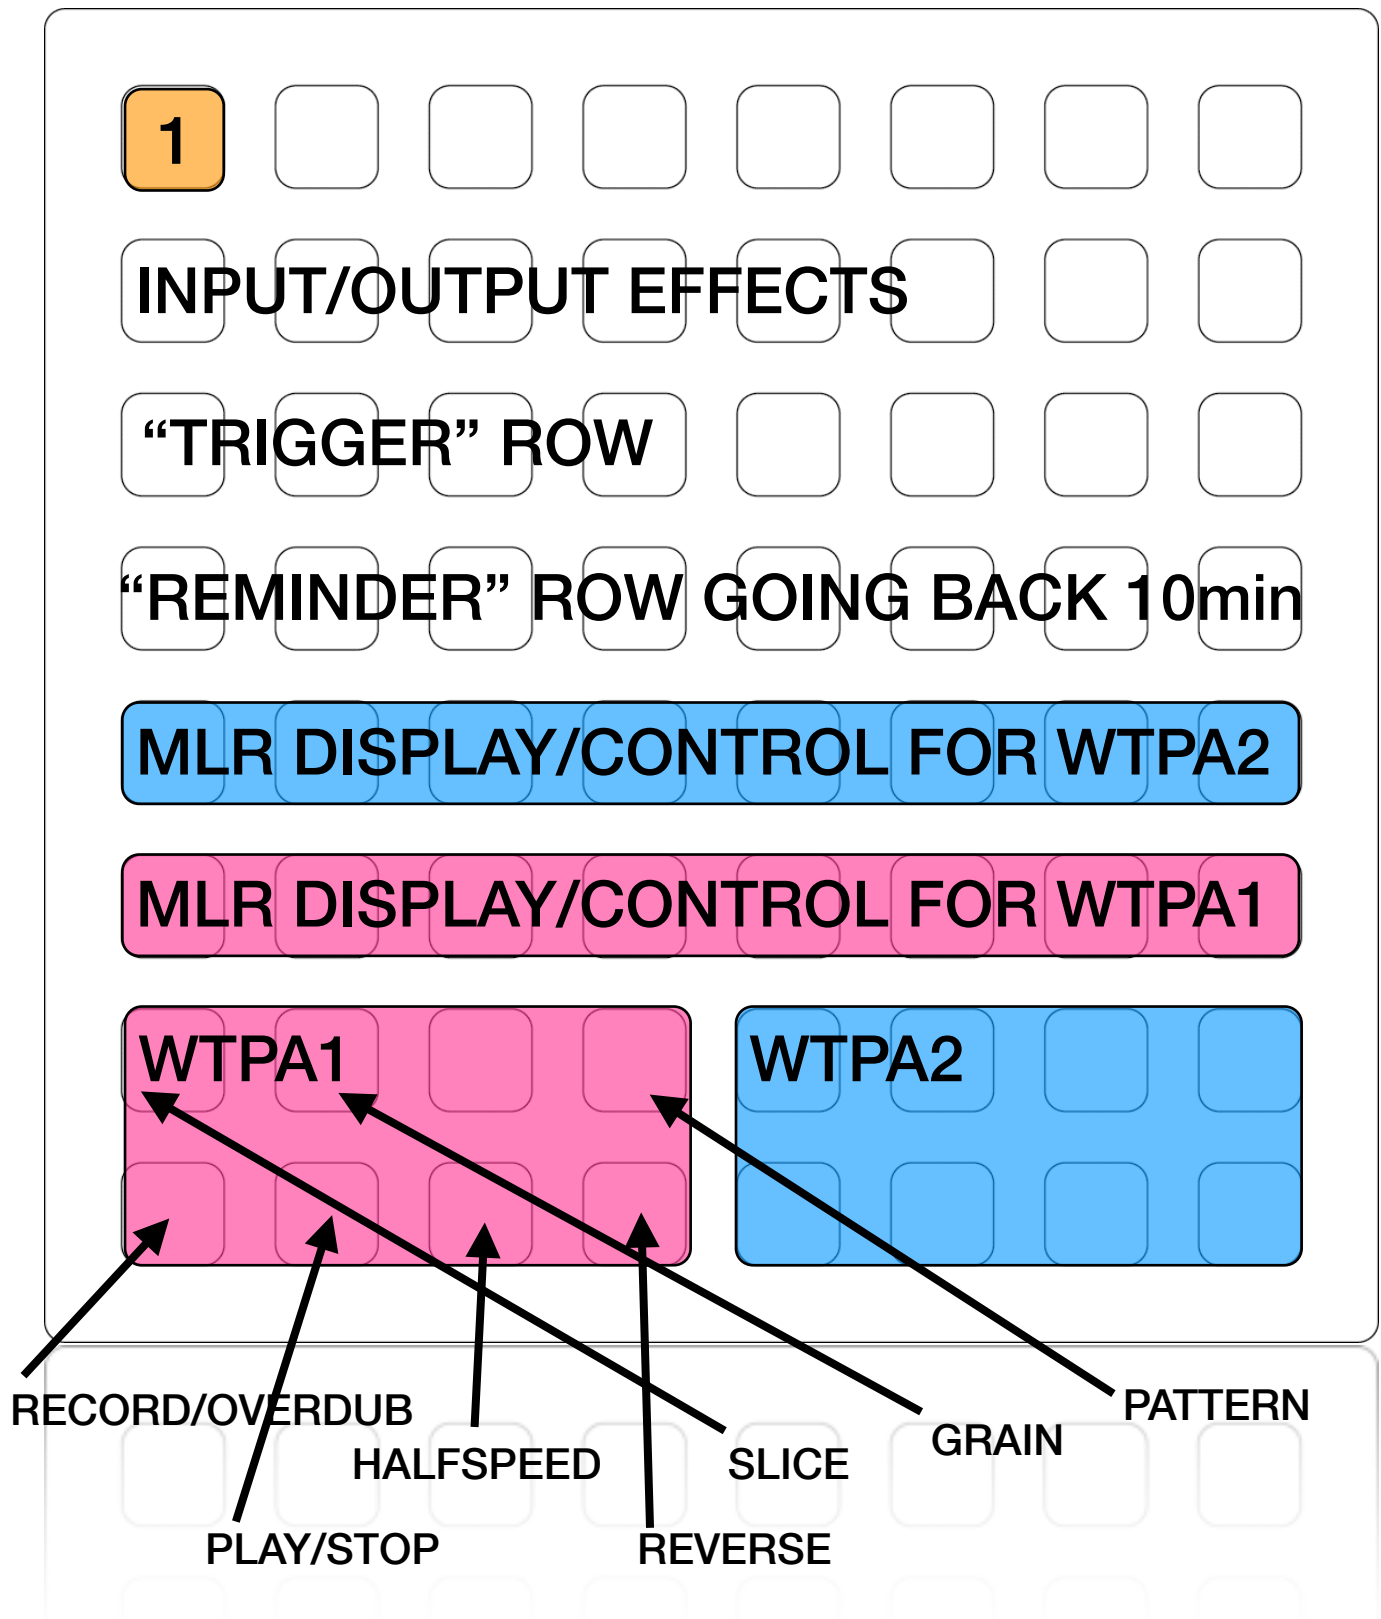 1
INPUT/OUTPUT EFFECTS
“TRIGGER” ROW
“REMINDER” ROW GOING BACK 10min
MLR DISPLAY/CONTROL FOR WTPA2
MLR DISPLAY/CONTROL FOR WTPA1
WTPA1
WTPA2
RECORD/OVERDUB
PATTERN
GRAIN
HALFSPEED
SLICE
PLAY/STOP
REVERSE